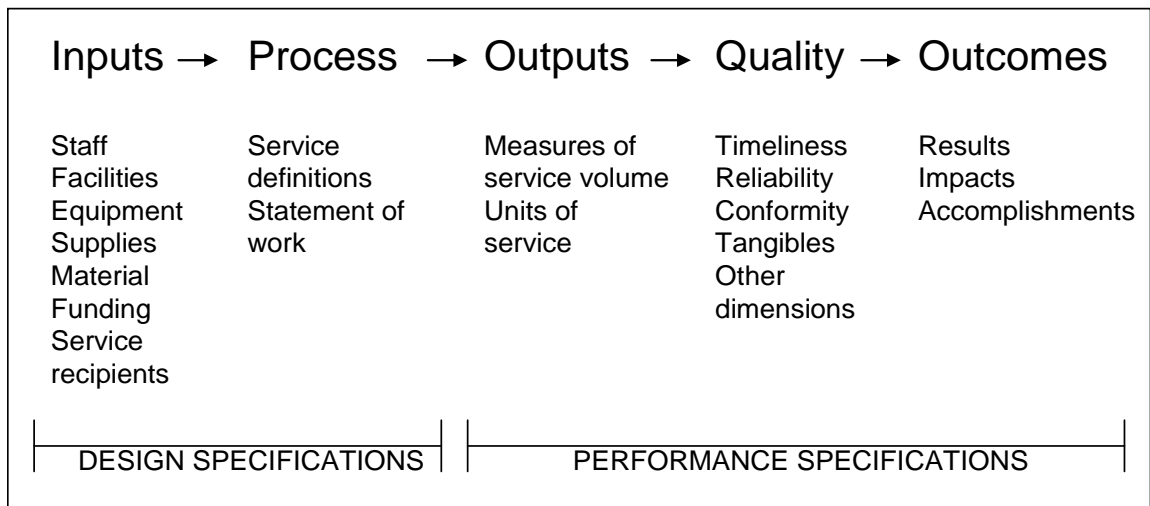 Inputs → Process → Outputs → Quality → Outcomes
Staff
Facilities
Equipment
Supplies
Material
Funding
Service
recipients
Service
definitions
Statement of
work
Measures of
service volume
Units of
service
Timeliness
Reliability
Conformity
Tangibles
Other
dimensions
Results
Impacts
Accomplishments
DESIGN SPECIFICATIONS
PERFORMANCE SPECIFICATIONS